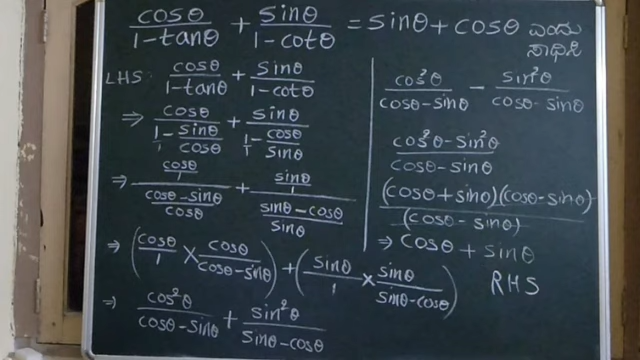 cosθ/1-tanθ + sinθ/1-cotθ = sinθ + cosθ ಎಂದು ಸಾಧಿಸಿ
LHS: cosθ/1-tanθ + sinθ/1-cotθ
⇒ cosθ/(1/1 - sinθ/cosθ) + sinθ/(1/1 - cosθ/sinθ)
⇒ (cosθ/1)/((cosθ-sinθ)/cosθ) + (sinθ/1)/((sinθ-cosθ)/sinθ)
⇒ (cosθ/1 × cosθ/cosθ-sinθ) + (sinθ/1 × sinθ/sinθ-cosθ)
⇒ cos²θ/cosθ-sinθ + sin²θ/sinθ-cosθ
cos²θ/cosθ-sinθ - sin²θ/cosθ-sinθ
cos²θ-sin²θ/cosθ-sinθ
(cosθ+sinθ)(cosθ-sinθ)/(cosθ-sinθ)
⇒ cosθ + sinθ
RHS